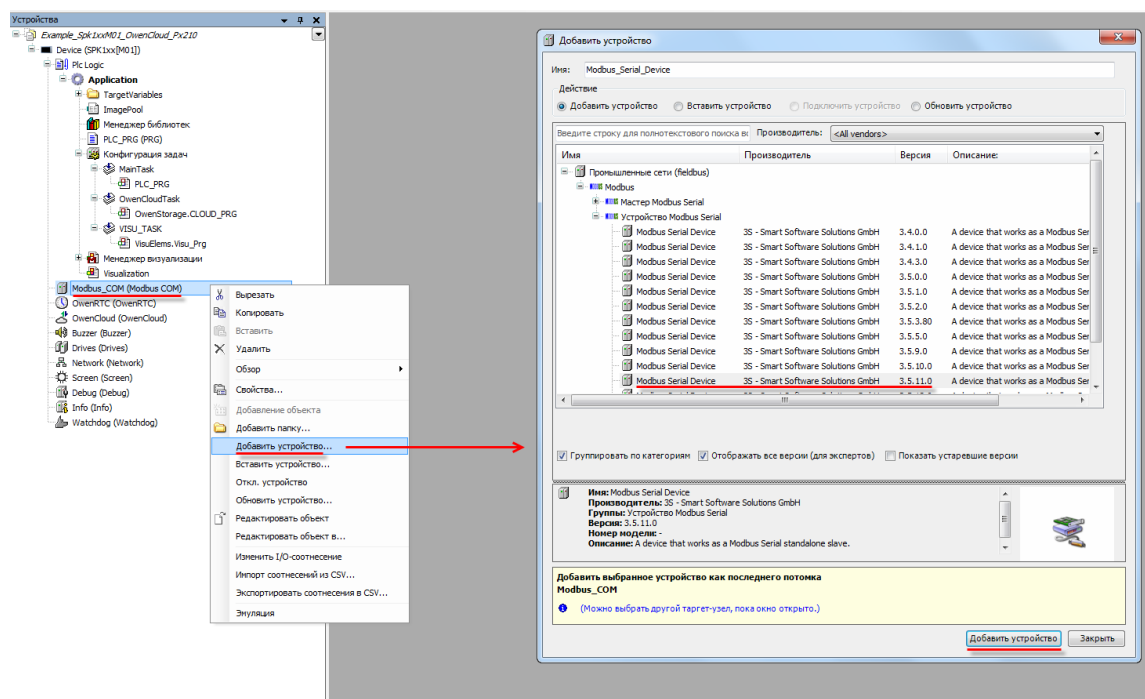 Устройства
Example_Spk1xxM01_OwenCloud_Px210
Device (SPK1xx[M01])
Plc Logic
Application
TargetVariables
ImagePool
Менеджер библиотек
PLC_PRG (PRG)
Конфигурация задач
MainTask
PLC_PRG
OwenCloudTask
OwenStorage.CLOUD_PRG
VISU_TASK
VisuElems.Visu_Prg
Менеджер визуализации
Visualization
Modbus_COM (Modbus COM)
OwenRTC (OwenRTC)
OwenCloud (OwenCloud)
Buzzer (Buzzer)
Drives (Drives)
Network (Network)
Screen (Screen)
Debug (Debug)
Info (Info)
Watchdog (Watchdog)
Вырезать
Копировать
Вставить
Удалить
Обзор
Свойства...
Добавление объекта
Добавить папку...
Добавить устройство...
Вставить устройство...
Откл. устройство
Обновить устройство...
Редактировать объект
Редактировать объект в...
Изменить I/O-соотнесение
Импорт соотнесений из CSV...
Экспортировать соотнесения в CSV...
Эмуляция
Добавить устройство
Имя: Modbus_Serial_Device
Действие
Добавить устройство Вставить устройство Подключить устройство Обновить устройство
Введите строку для полнотекстового поиска во Производитель: <All vendors>
Имя Производитель Версия Описание:
Промышленные сети (fieldbus)
Modbus
Мастер Modbus Serial
Устройство Modbus Serial
Modbus Serial Device 3S - Smart Software Solutions GmbH 3.4.0.0 A device that works as a Modbus Ser
Modbus Serial Device 3S - Smart Software Solutions GmbH 3.4.1.0 A device that works as a Modbus Ser
Modbus Serial Device 3S - Smart Software Solutions GmbH 3.4.3.0 A device that works as a Modbus Ser
Modbus Serial Device 3S - Smart Software Solutions GmbH 3.5.0.0 A device that works as a Modbus Ser
Modbus Serial Device 3S - Smart Software Solutions GmbH 3.5.1.0 A device that works as a Modbus Ser
Modbus Serial Device 3S - Smart Software Solutions GmbH 3.5.2.0 A device that works as a Modbus Ser
Modbus Serial Device 3S - Smart Software Solutions GmbH 3.5.3.80 A device that works as a Modbus Ser
Modbus Serial Device 3S - Smart Software Solutions GmbH 3.5.5.0 A device that works as a Modbus Ser
Modbus Serial Device 3S - Smart Software Solutions GmbH 3.5.9.0 A device that works as a Modbus Ser
Modbus Serial Device 3S - Smart Software Solutions GmbH 3.5.10.0 A device that works as a Modbus Ser
Modbus Serial Device 3S - Smart Software Solutions GmbH 3.5.11.0 A device that works as a Modbus Ser
Группировать по категориям Отображать все версии (для экспертов) Показать устаревшие версии
Имя: Modbus Serial Device
Производитель: 3S - Smart Software Solutions GmbH
Группы: Устройство Modbus Serial
Версия: 3.5.11.0
Номер модели: -
Описание: A device that works as a Modbus Serial standalone slave.
Добавить выбранное устройство как последнего потомка
Modbus_COM
(Можно выбрать другой таргет-узел, пока окно открыто.)
Добавить устройство Закрыть